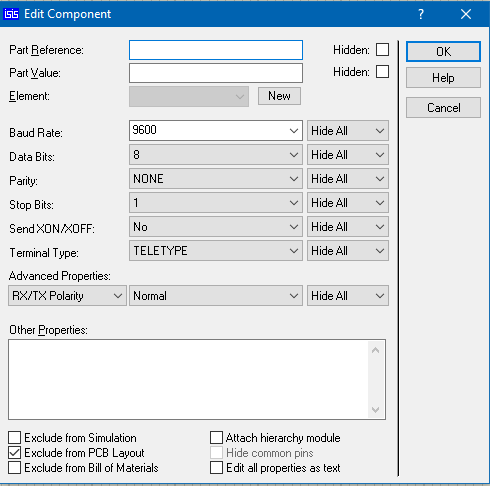 isis Edit Component ? ×
Part Reference: Hidden: OK
Part Value: Hidden: Help
Element: New Cancel
Baud Rate: 9600 Hide All
Data Bits: 8 Hide All
Parity: NONE Hide All
Stop Bits: 1 Hide All
Send XON/XOFF: No Hide All
Terminal Type: TELETYPE Hide All
Advanced Properties:
RX/TX Polarity Normal Hide All
Other Properties:
Exclude from Simulation Attach hierarchy module
Exclude from PCB Layout Hide common pins
Exclude from Bill of Materials Edit all properties as text